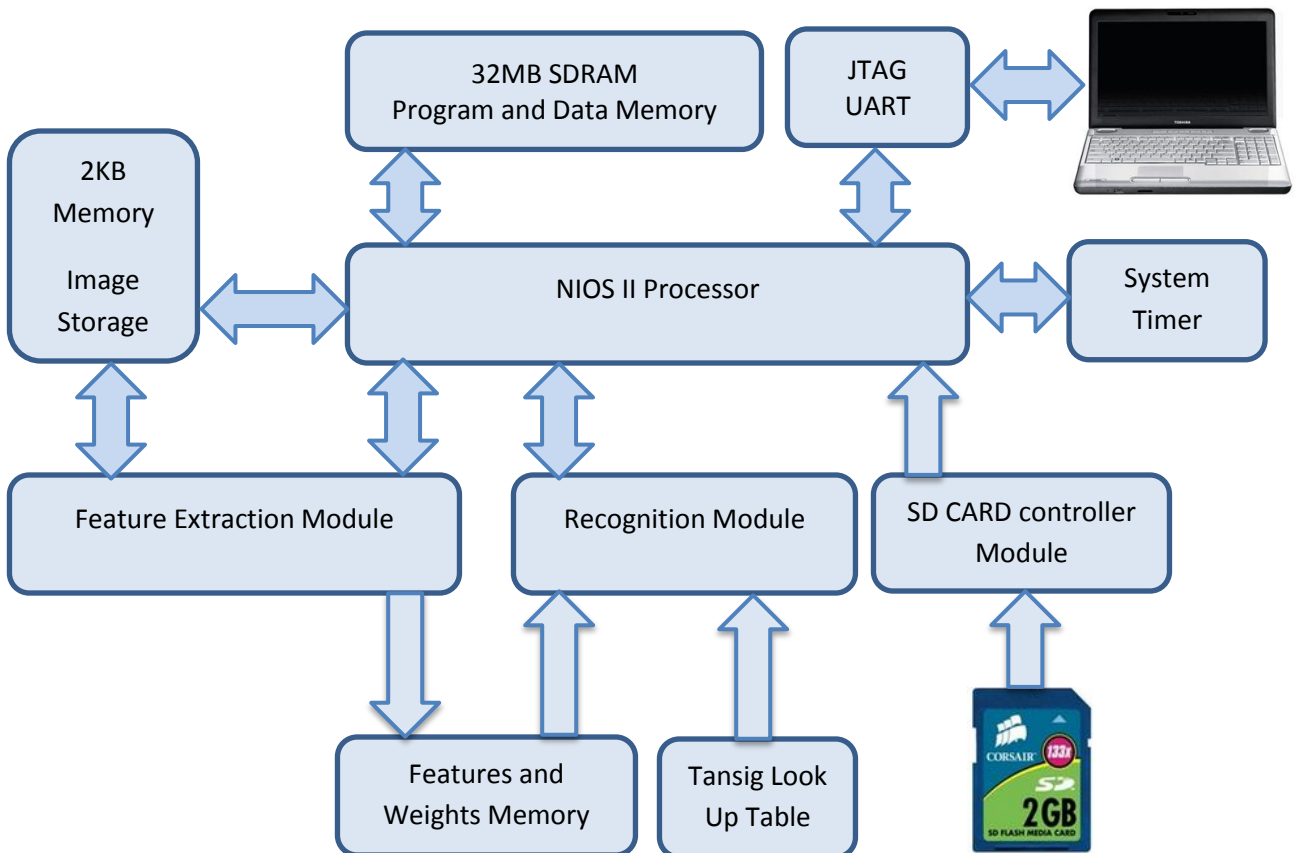 32MB SDRAM
Program and Data Memory
JTAG
UART
TOSHIBA
2KB
Memory
Image
Storage
NIOS II Processor
System
Timer
Feature Extraction Module
Recognition Module
SD CARD controller
Module
Features and
Weights Memory
Tansig Look
Up Table
CORSAIR
133x
SD
2GB
SD FLASH MEDIA CARD